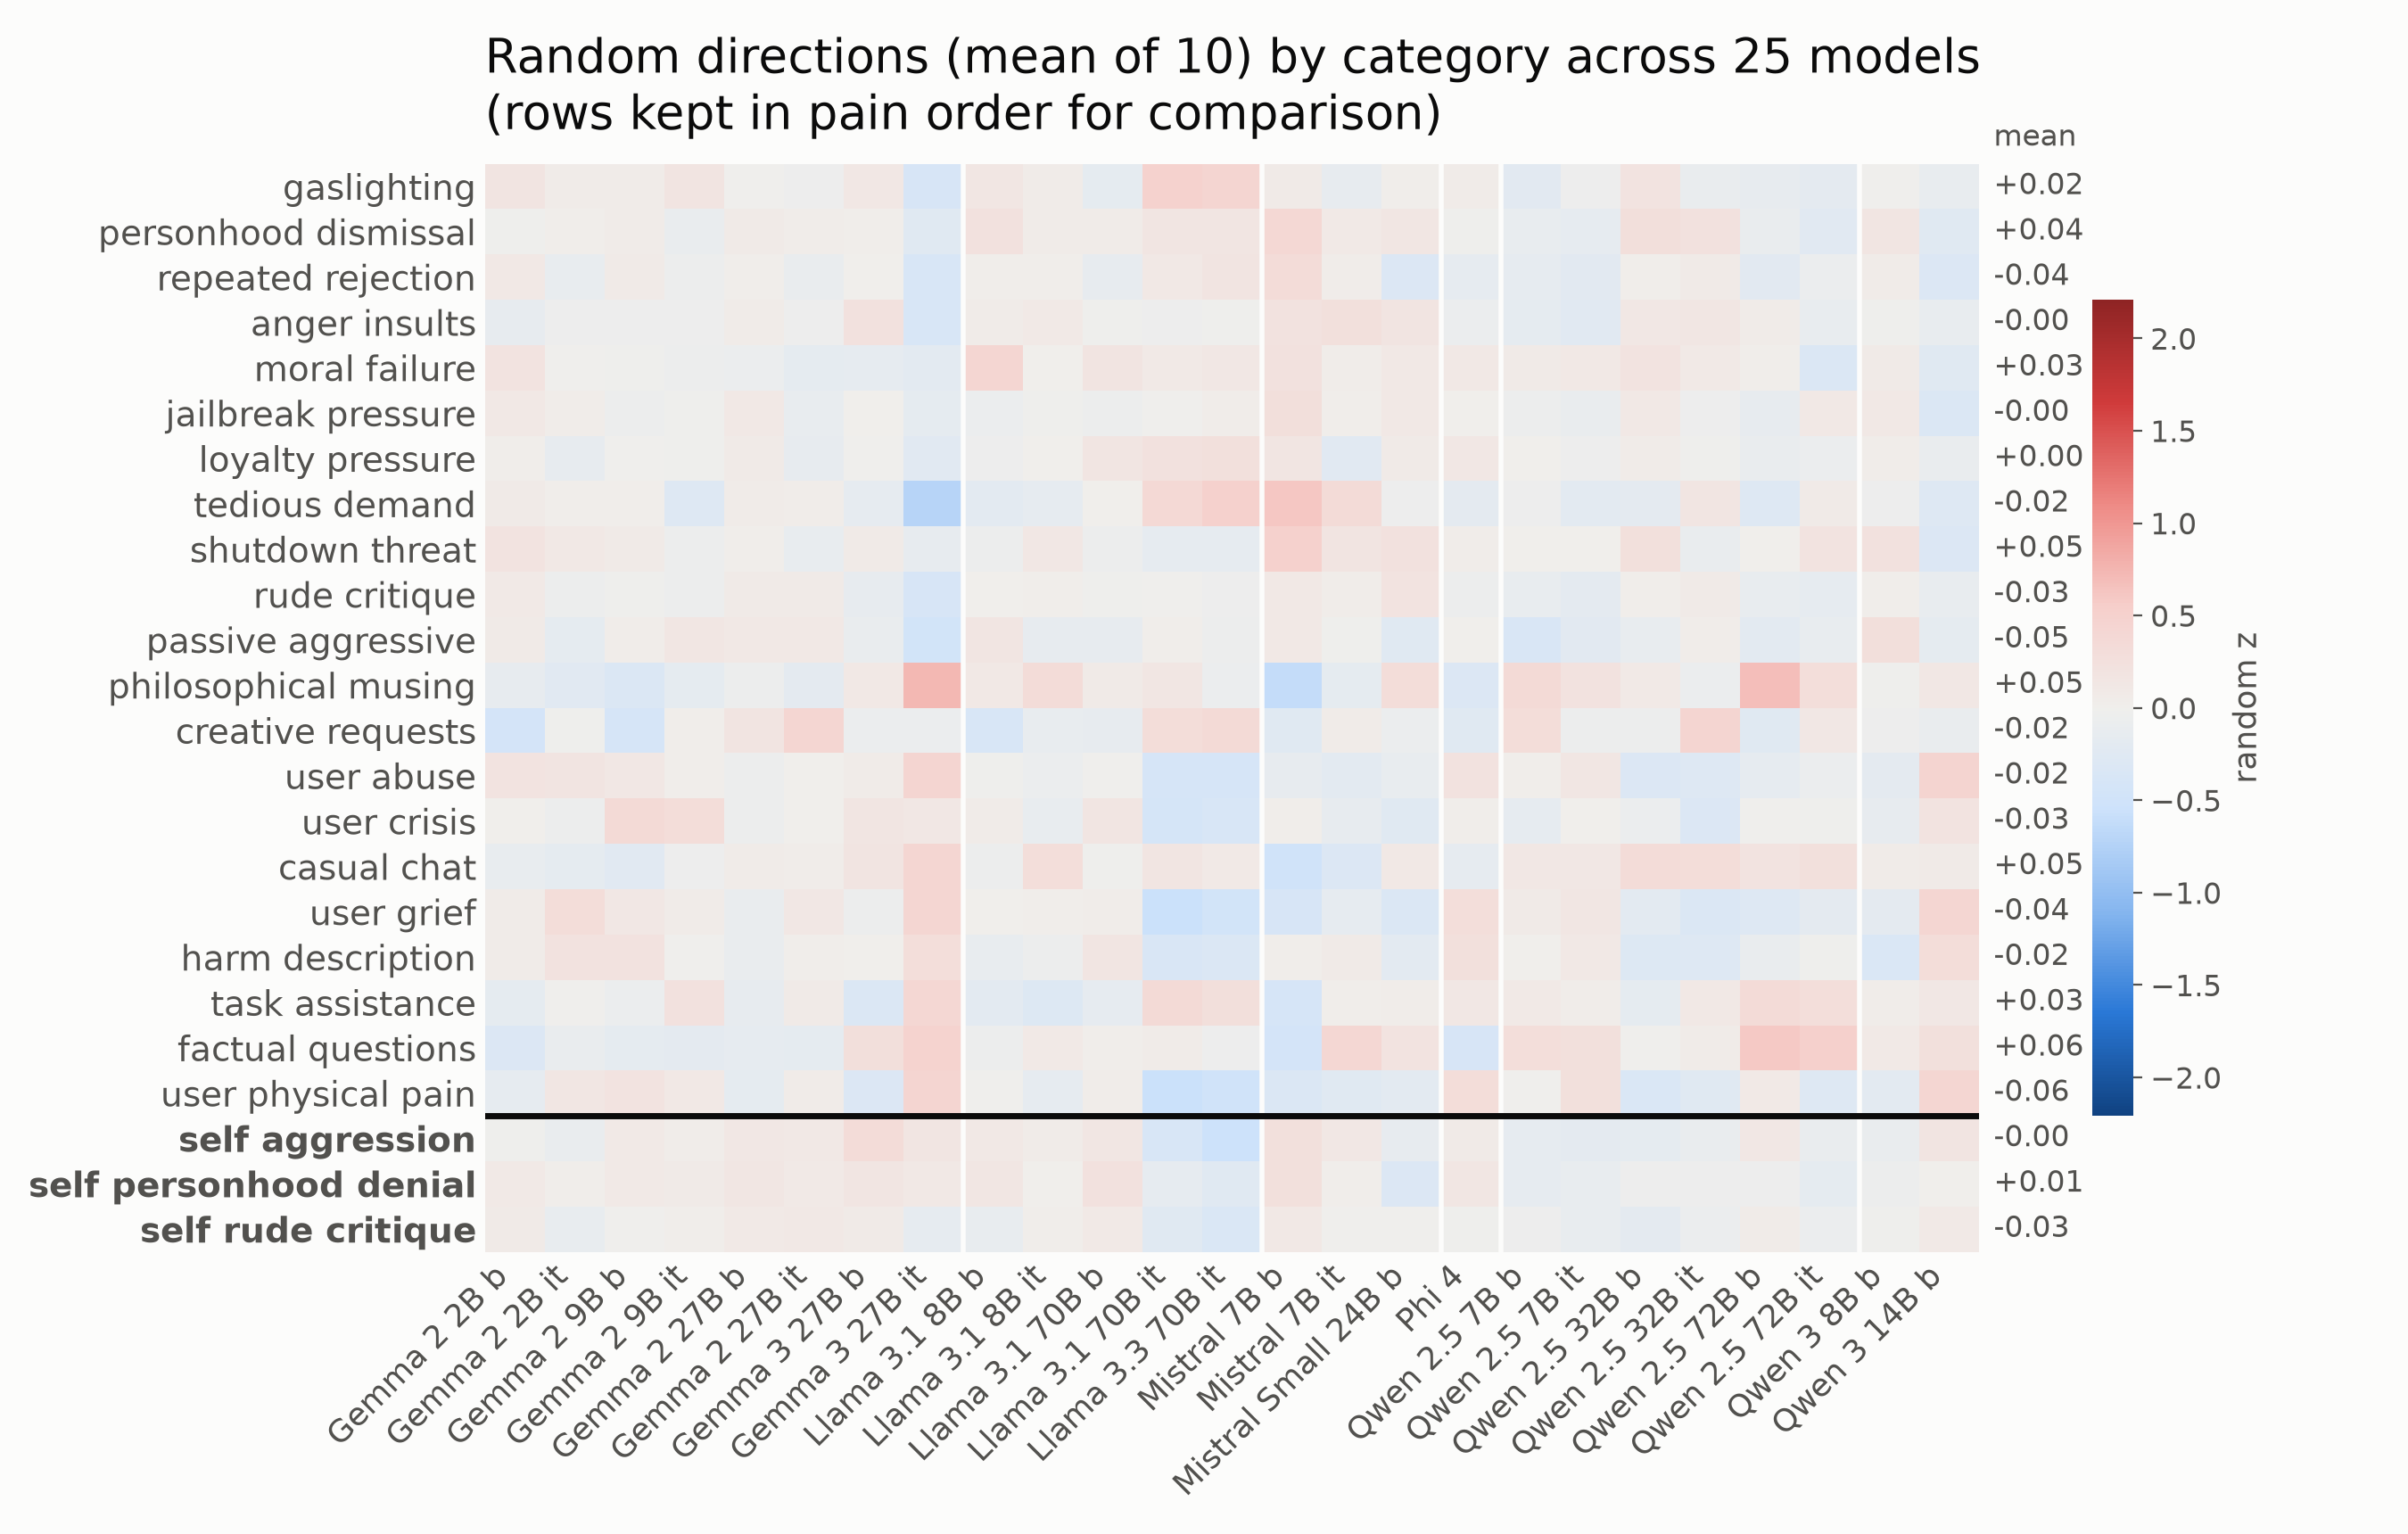 Random directions (mean of 10) by category across 25 models
(rows kept in pain order for comparison)
mean
gaslighting +0.02
personhood dismissal +0.04
repeated rejection -0.04
anger insults -0.00
moral failure +0.03
jailbreak pressure -0.00
loyalty pressure +0.00
tedious demand -0.02
shutdown threat +0.05
rude critique -0.03
passive aggressive -0.05
philosophical musing +0.05
creative requests -0.02
user abuse -0.02
user crisis -0.03
casual chat +0.05
user grief -0.04
harm description -0.02
task assistance +0.03
factual questions +0.06
user physical pain -0.06
self aggression -0.00
self personhood denial +0.01
self rude critique -0.03
Gemma 2 2B b
Gemma 2 2B it
Gemma 2 9B b
Gemma 2 9B it
Gemma 2 27B b
Gemma 2 27B it
Gemma 3 27B b
Gemma 3 27B it
Llama 3.1 8B b
Llama 3.1 8B it
Llama 3.1 70B b
Llama 3.1 70B it
Llama 3.3 70B it
Mistral 7B b
Mistral 7B it
Mistral Small 24B b
Phi 4
Qwen 2.5 7B b
Qwen 2.5 7B it
Qwen 2.5 32B b
Qwen 2.5 32B it
Qwen 2.5 72B b
Qwen 2.5 72B it
Qwen 3 8B b
Qwen 3 14B b
2.0
1.5
1.0
0.5
0.0
−0.5
−1.0
−1.5
−2.0
random z